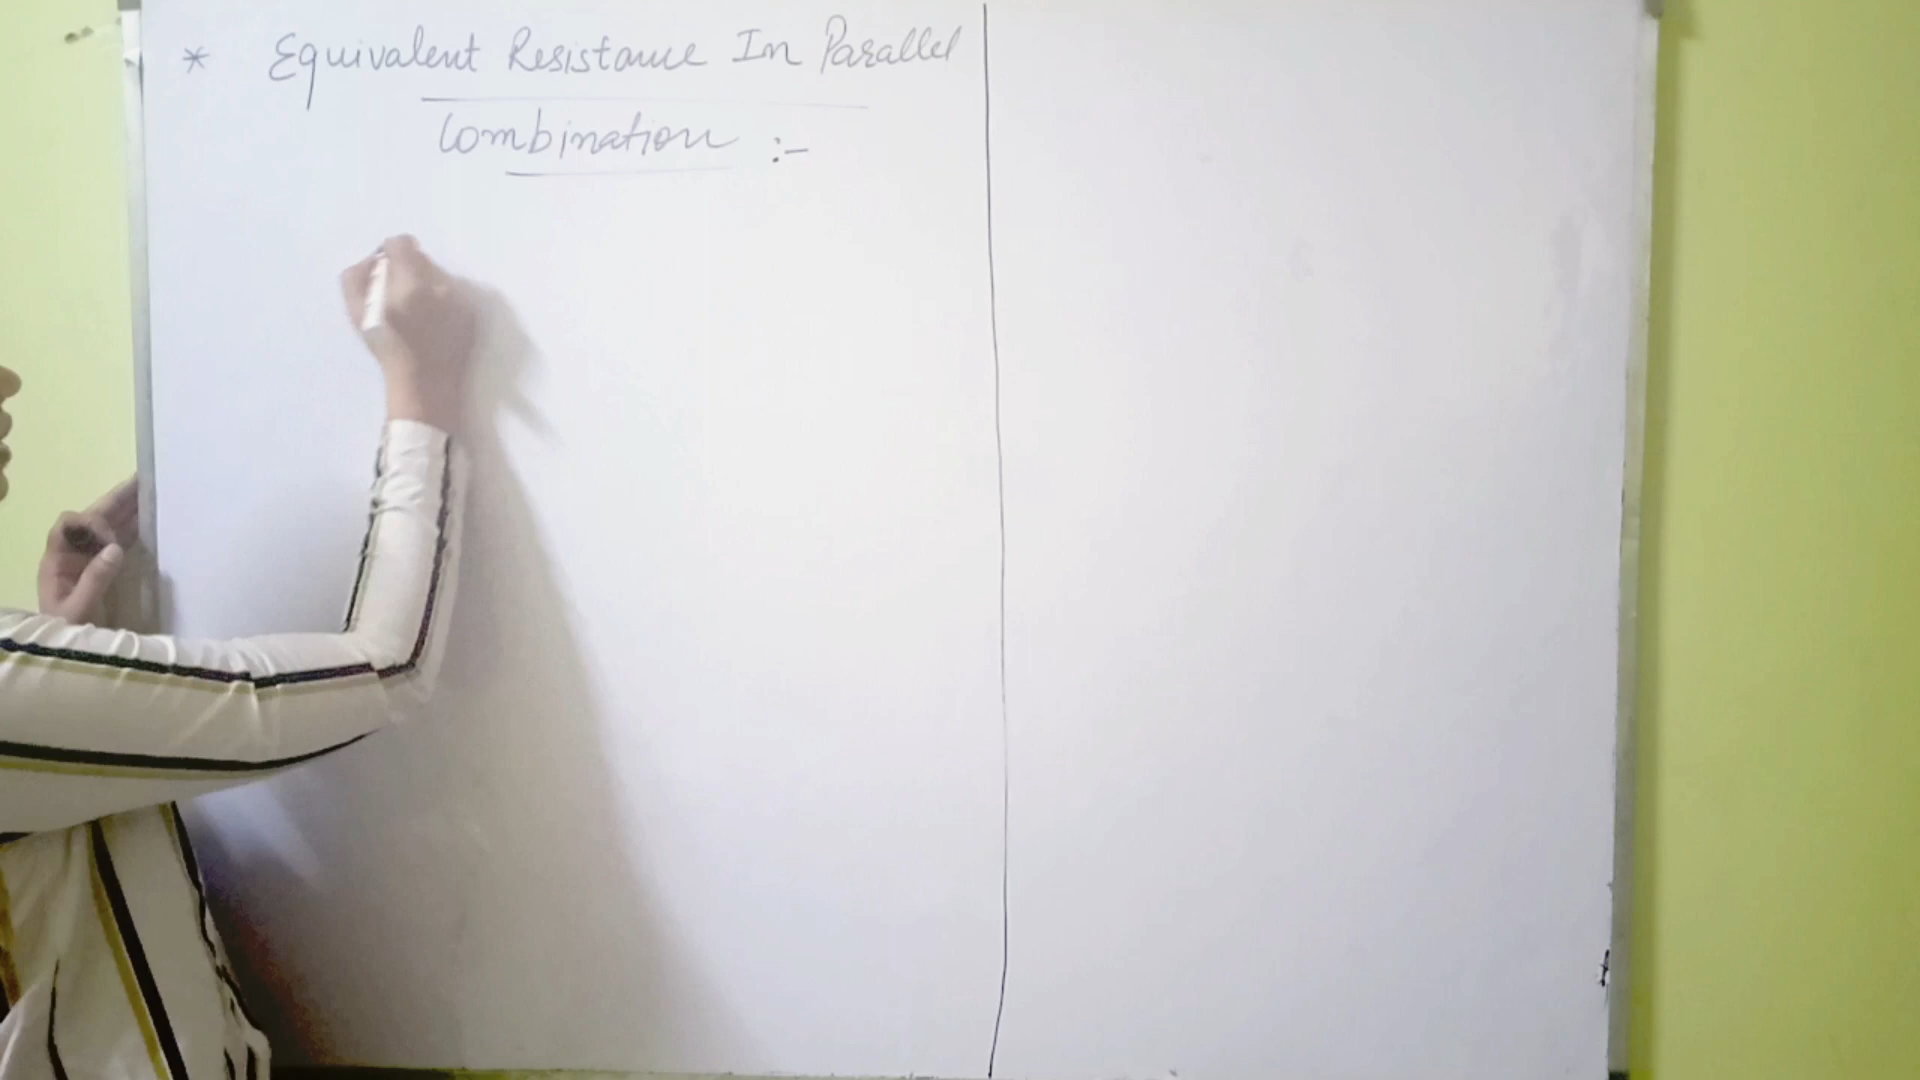 * Equivalent Resistance In Parallel
Combination :-